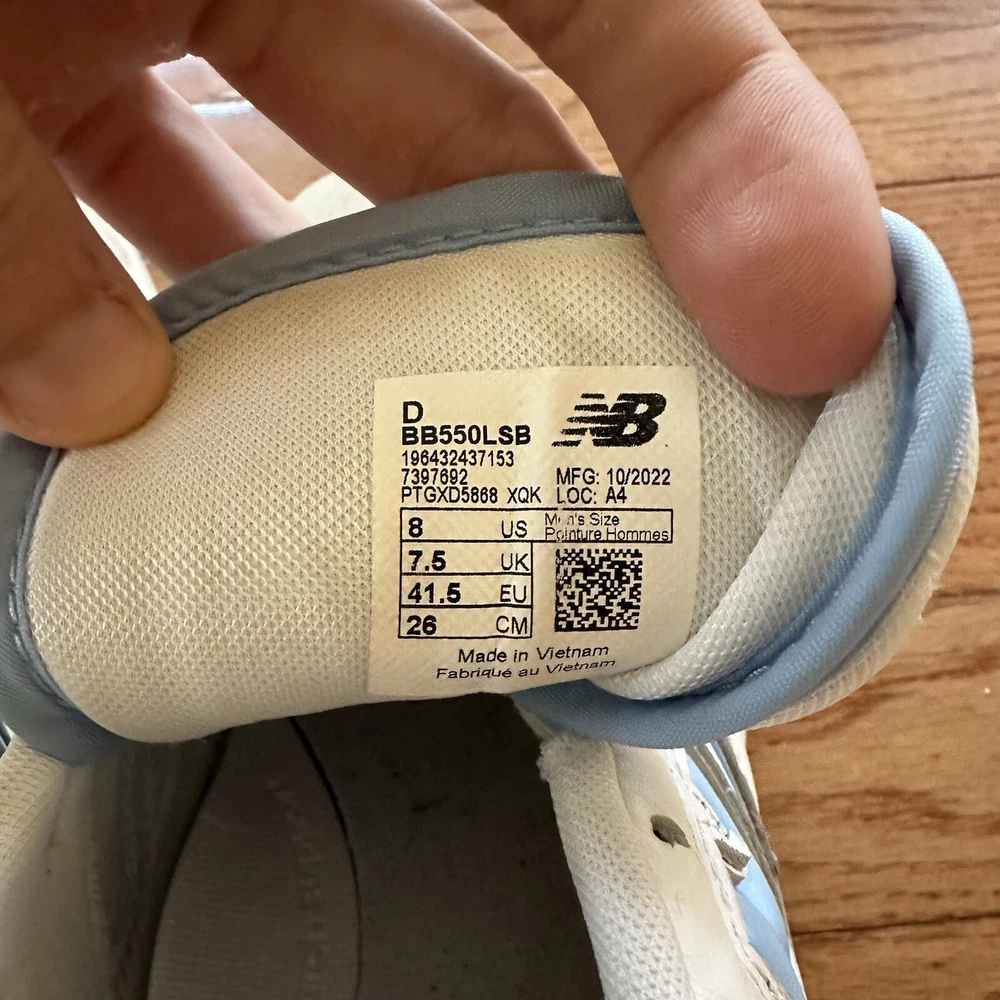 D
NB
BB550LSB
196432437153
7397692 MFG: 10/2022
PTGXD5868 XQK LOC: A4
8 US Men's Size
Pointure Hommes
7.5 UK
41.5 EU
26 CM
Made in Vietnam
Fabriqué au Vietnam